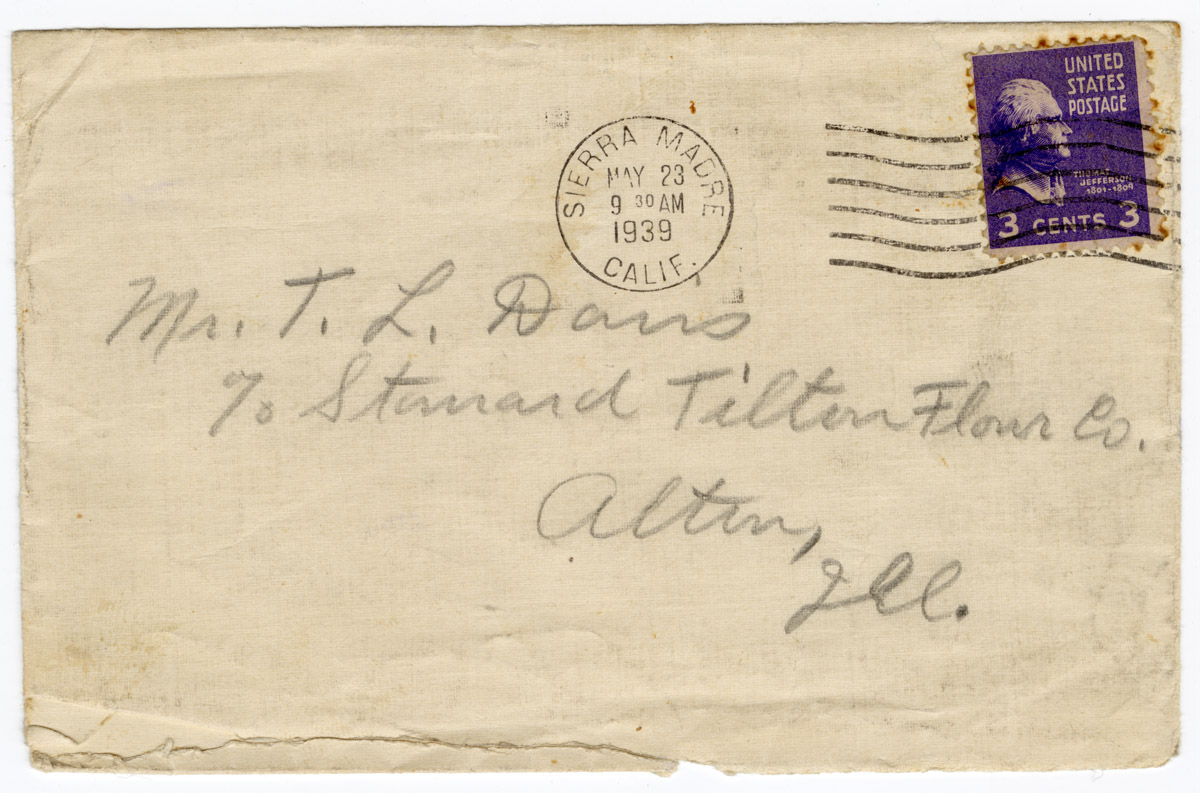 UNITED
STATES
POSTAGE
THOMAS
JEFFERSON
1801-1809
3 CENTS 3
SIERRA MADRE
MAY 23
9 30 AM
1939
CALIF.
Mr. T. L. Davis
℅ Stanard Tilton Flour Co.
Alton,
Ill.